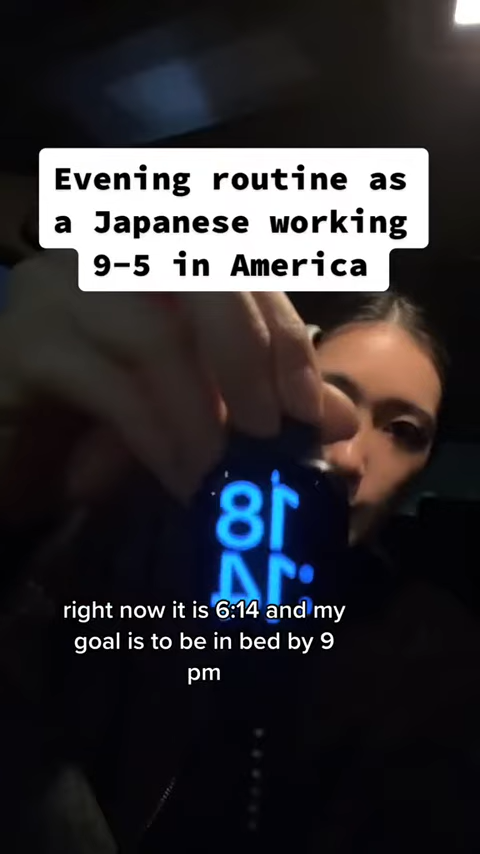 Evening routine as
a Japanese working
9-5 in America
18
:14
right now it is 6:14 and my
goal is to be in bed by 9
pm